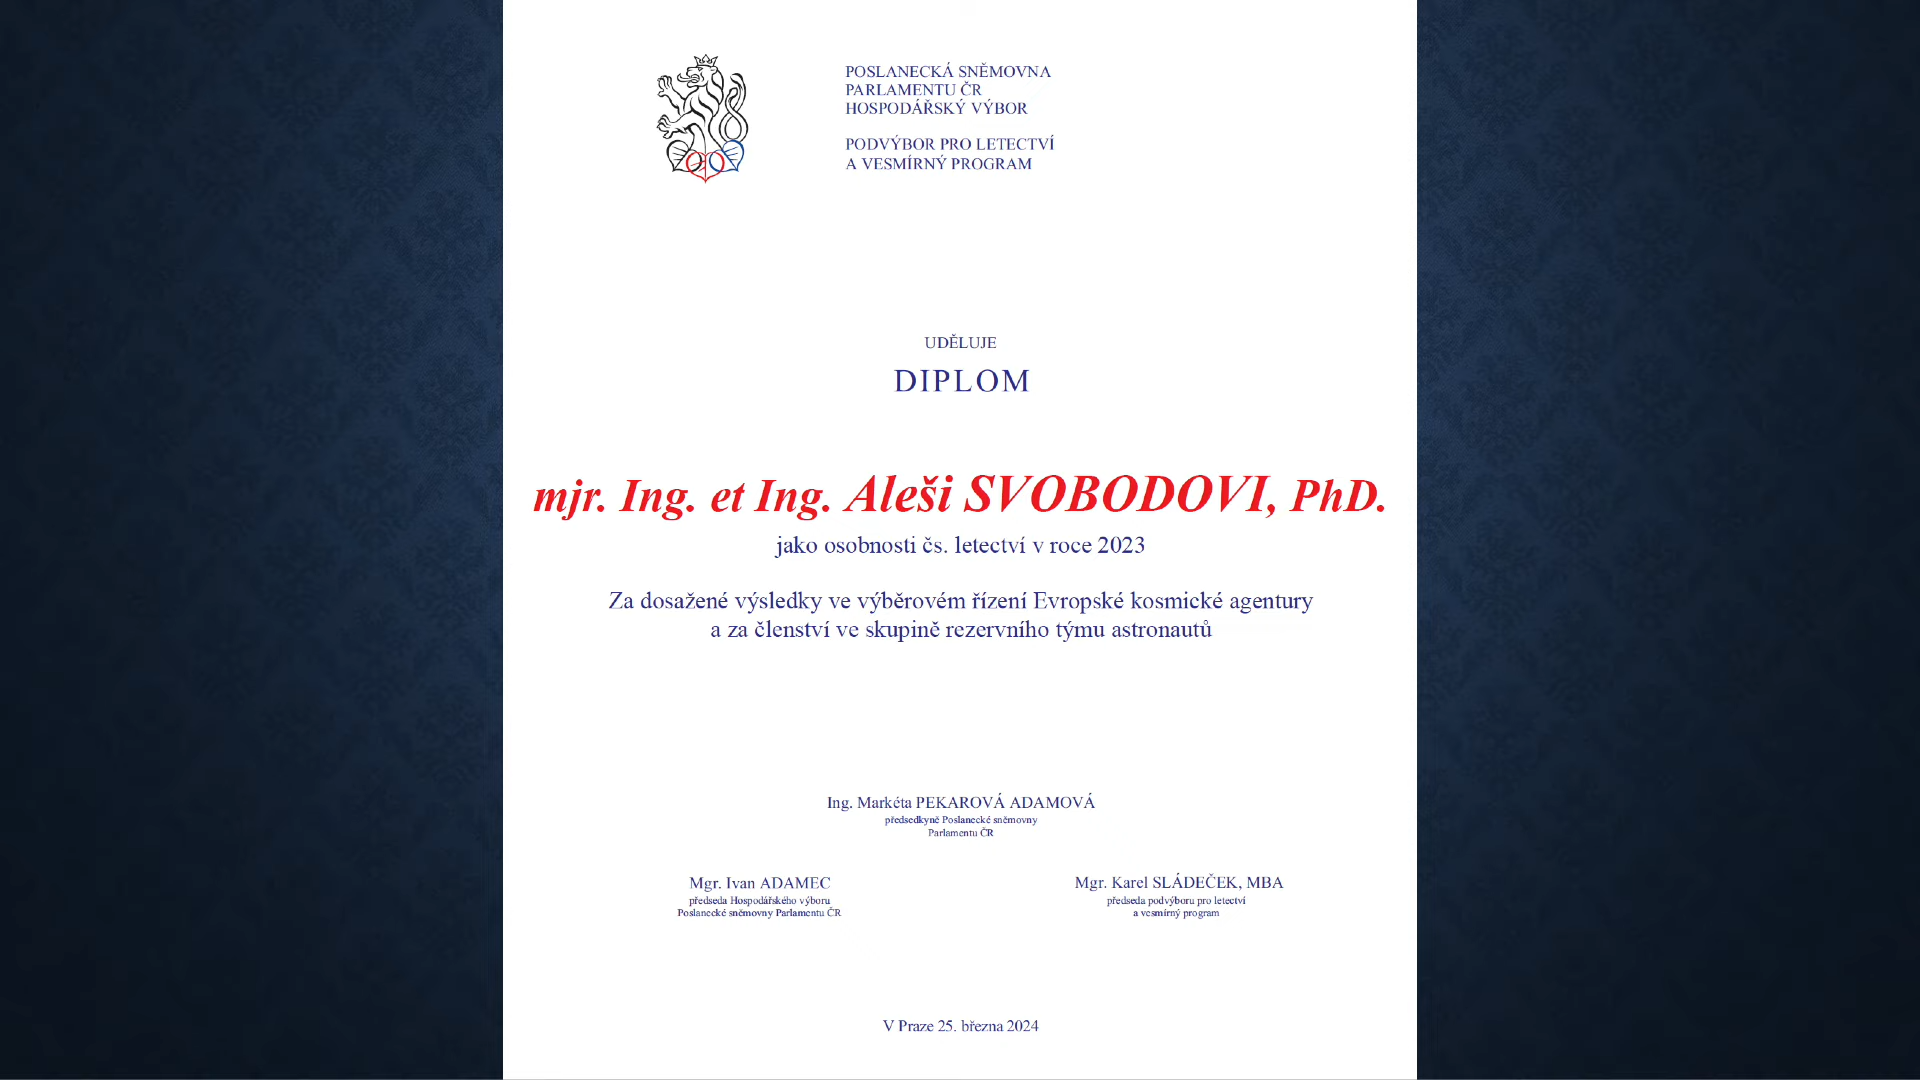 POSLANECKÁ SNĚMOVNA
PARLAMENTU ČR
HOSPODÁŘSKÝ VÝBOR
PODVÝBOR PRO LETECTVÍ
A VESMÍRNÝ PROGRAM
UDĚLUJE
DIPLOM
mjr. Ing. et Ing. Aleši SVOBODOVI, PhD.
jako osobnosti čs. letectví v roce 2023
Za dosažené výsledky ve výběrovém řízení Evropské kosmické agentury
a za členství ve skupině rezervního týmu astronautů
Ing. Markéta PEKAROVÁ ADAMOVÁ
předsedkyně Poslanecké sněmovny
Parlamentu ČR
Mgr. Ivan ADAMEC
předseda Hospodářského výboru
Poslanecké sněmovny Parlamentu ČR
Mgr. Karel SLÁDEČEK, MBA
předseda podvýboru pro letectví
a vesmírný program
V Praze 25. března 2024